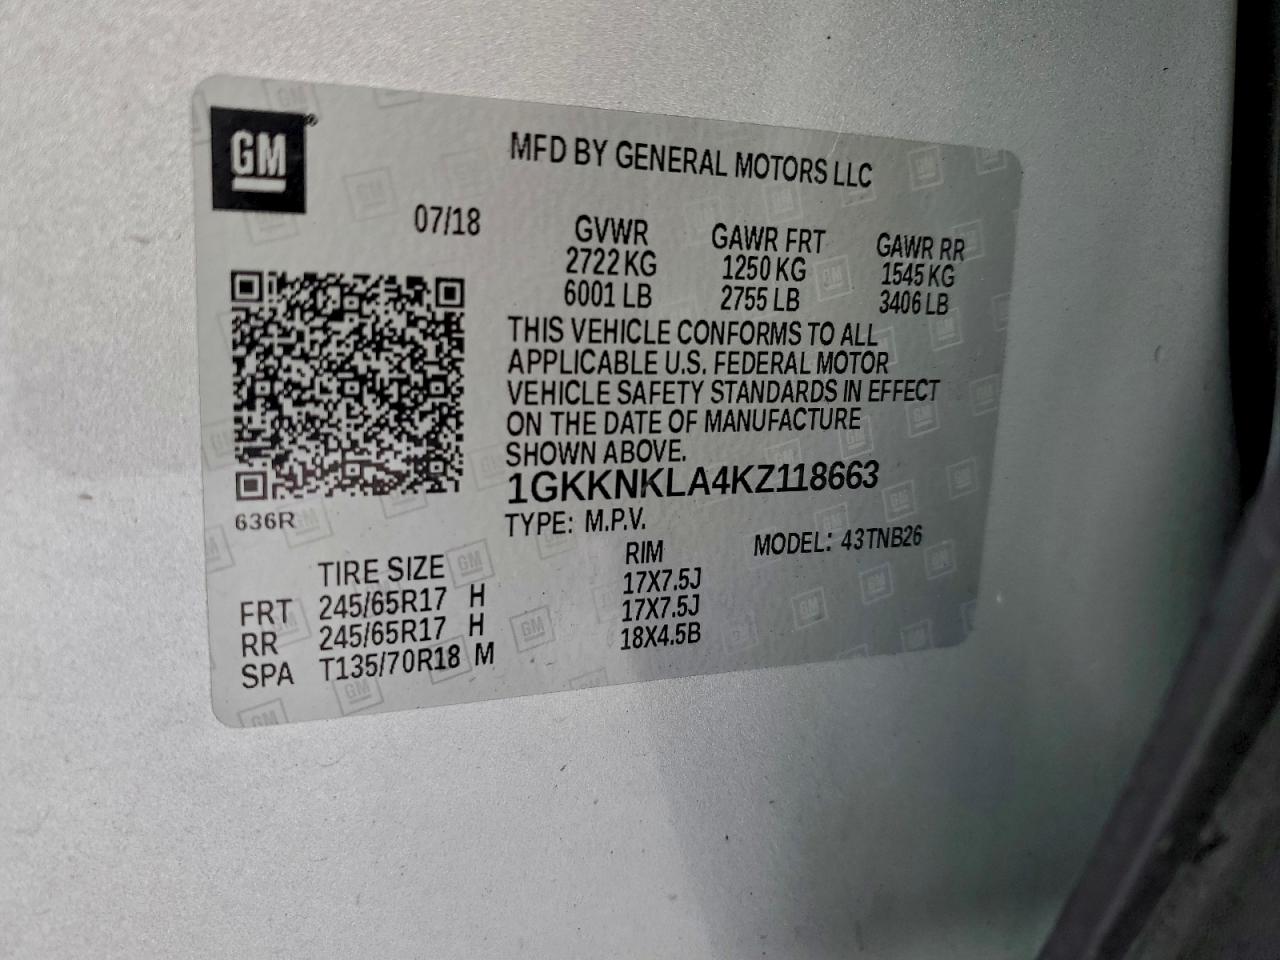 GM
MFD BY GENERAL MOTORS LLC
07/18
GVWR GAWR FRT GAWR RR
2722 KG 1250 KG 1545 KG
6001 LB 2755 LB 3406 LB
THIS VEHICLE CONFORMS TO ALL
APPLICABLE U.S. FEDERAL MOTOR
VEHICLE SAFETY STANDARDS IN EFFECT
ON THE DATE OF MANUFACTURE
SHOWN ABOVE.
1GKKNKLA4KZ118663
636R
TYPE: M.P.V. MODEL: 43TNB26
TIRE SIZE RIM
FRT 245/65R17 H 17X7.5J
RR 245/65R17 H 17X7.5J
SPA T135/70R18 M 18X4.5B